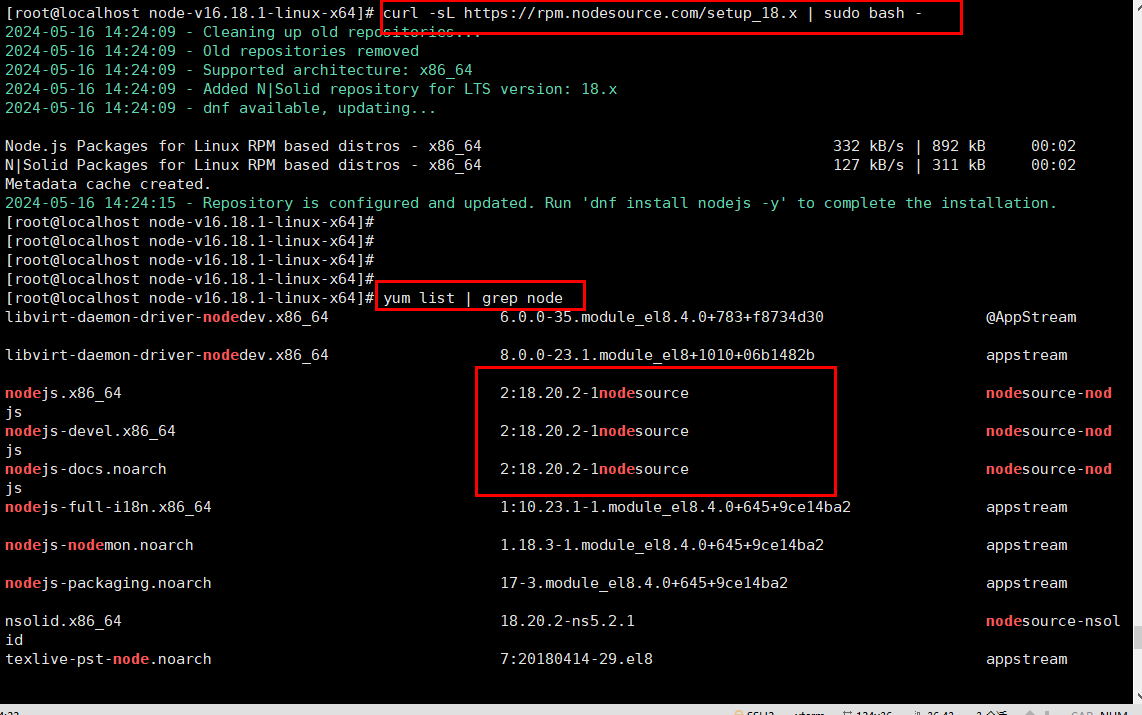 [root@localhost node-v16.18.1-linux-x64]# curl -sL https://rpm.nodesource.com/setup_18.x | sudo bash -
2024-05-16 14:24:09 - Cleaning up old repositories...
2024-05-16 14:24:09 - Old repositories removed
2024-05-16 14:24:09 - Supported architecture: x86_64
2024-05-16 14:24:09 - Added N|Solid repository for LTS version: 18.x
2024-05-16 14:24:09 - dnf available, updating...
Node.js Packages for Linux RPM based distros - x86_64 332 kB/s | 892 kB 00:02
N|Solid Packages for Linux RPM based distros - x86_64 127 kB/s | 311 kB 00:02
Metadata cache created.
2024-05-16 14:24:15 - Repository is configured and updated. Run 'dnf install nodejs -y' to complete the installation.
[root@localhost node-v16.18.1-linux-x64]#
[root@localhost node-v16.18.1-linux-x64]#
[root@localhost node-v16.18.1-linux-x64]#
[root@localhost node-v16.18.1-linux-x64]#
[root@localhost node-v16.18.1-linux-x64]# yum list | grep node
libvirt-daemon-driver-nodedev.x86_64 6.0.0-35.module_el8.4.0+783+f8734d30 @AppStream
libvirt-daemon-driver-nodedev.x86_64 8.0.0-23.1.module_el8+1010+06b1482b appstream
nodejs.x86_64 2:18.20.2-1nodesource nodesource-nod
js
nodejs-devel.x86_64 2:18.20.2-1nodesource nodesource-nod
js
nodejs-docs.noarch 2:18.20.2-1nodesource nodesource-nod
js
nodejs-full-i18n.x86_64 1:10.23.1-1.module_el8.4.0+645+9ce14ba2 appstream
nodejs-nodemon.noarch 1.18.3-1.module_el8.4.0+645+9ce14ba2 appstream
nodejs-packaging.noarch 17-3.module_el8.4.0+645+9ce14ba2 appstream
nsolid.x86_64 18.20.2-ns5.2.1 nodesource-nsol
id
texlive-pst-node.noarch 7:20180414-29.el8 appstream